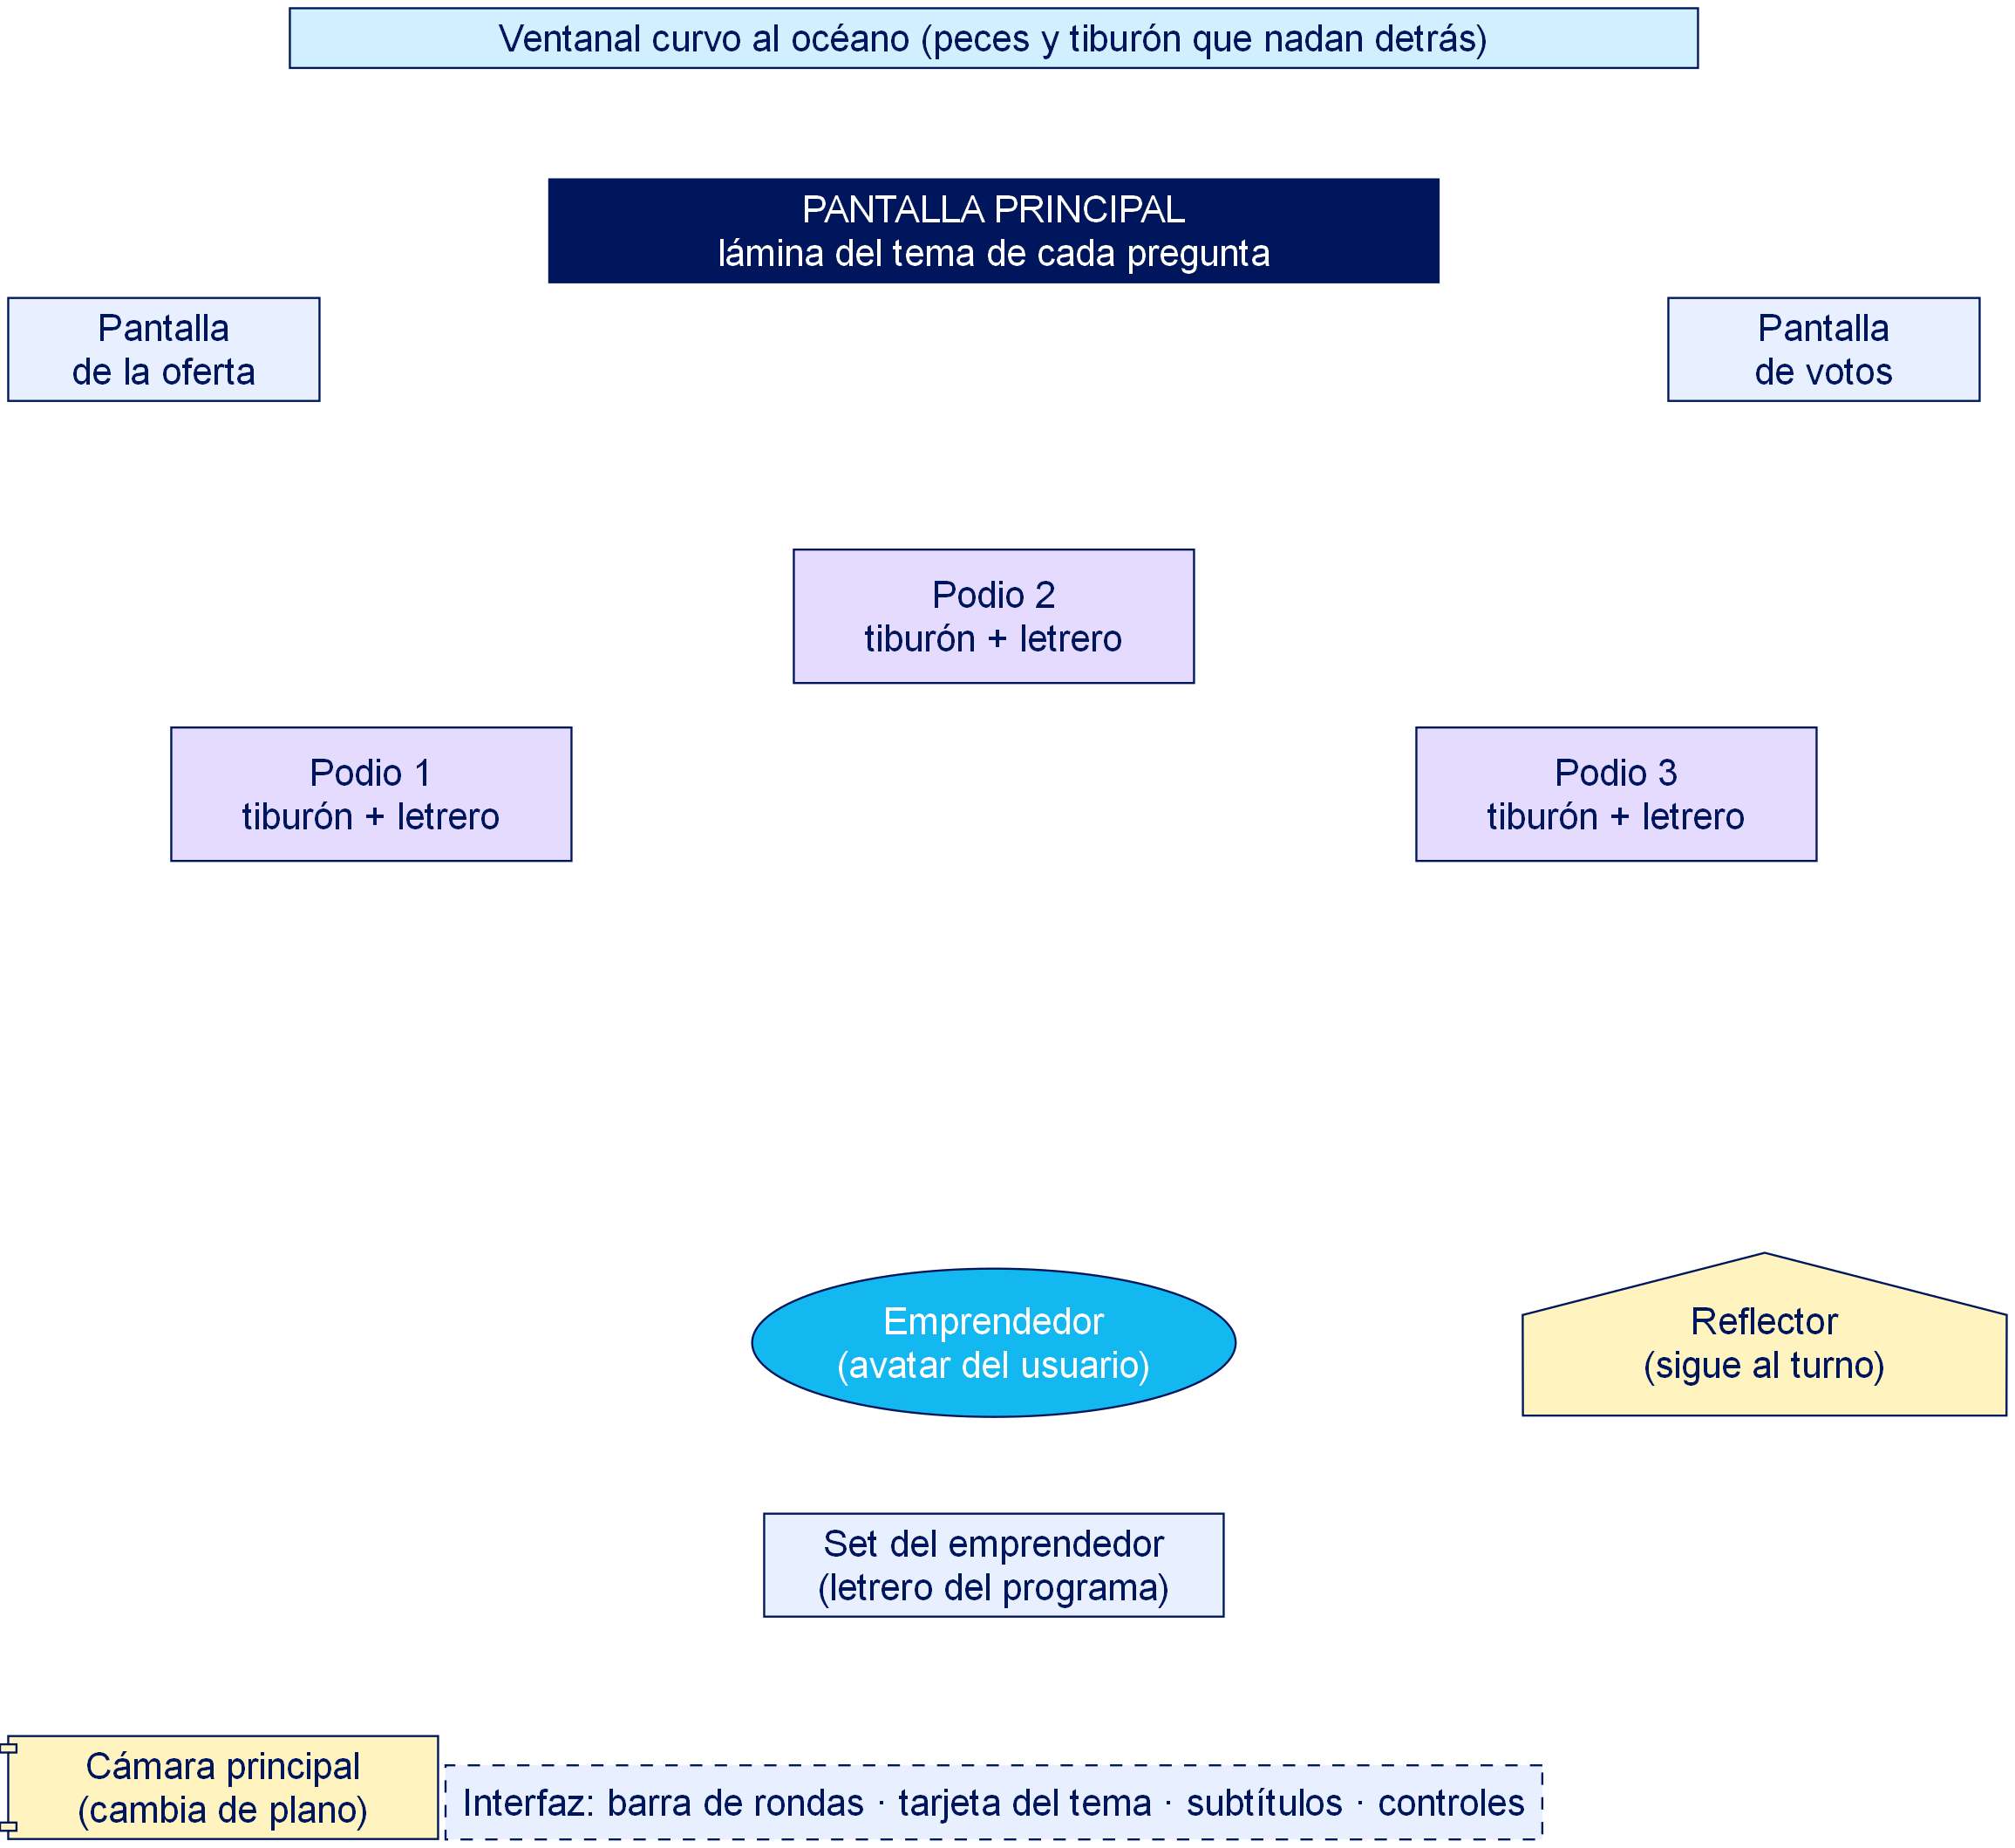 Ventanal curvo al océano (peces y tiburón que nadan detrás)
PANTALLA PRINCIPAL
lámina del tema de cada pregunta
Pantalla
de la oferta
Pantalla
de votos
Podio 2
tiburón + letrero
Podio 1
tiburón + letrero
Podio 3
tiburón + letrero
Emprendedor
(avatar del usuario)
Reflector
(sigue al turno)
Set del emprendedor
(letrero del programa)
Cámara principal
(cambia de plano)
Interfaz: barra de rondas · tarjeta del tema · subtítulos · controles